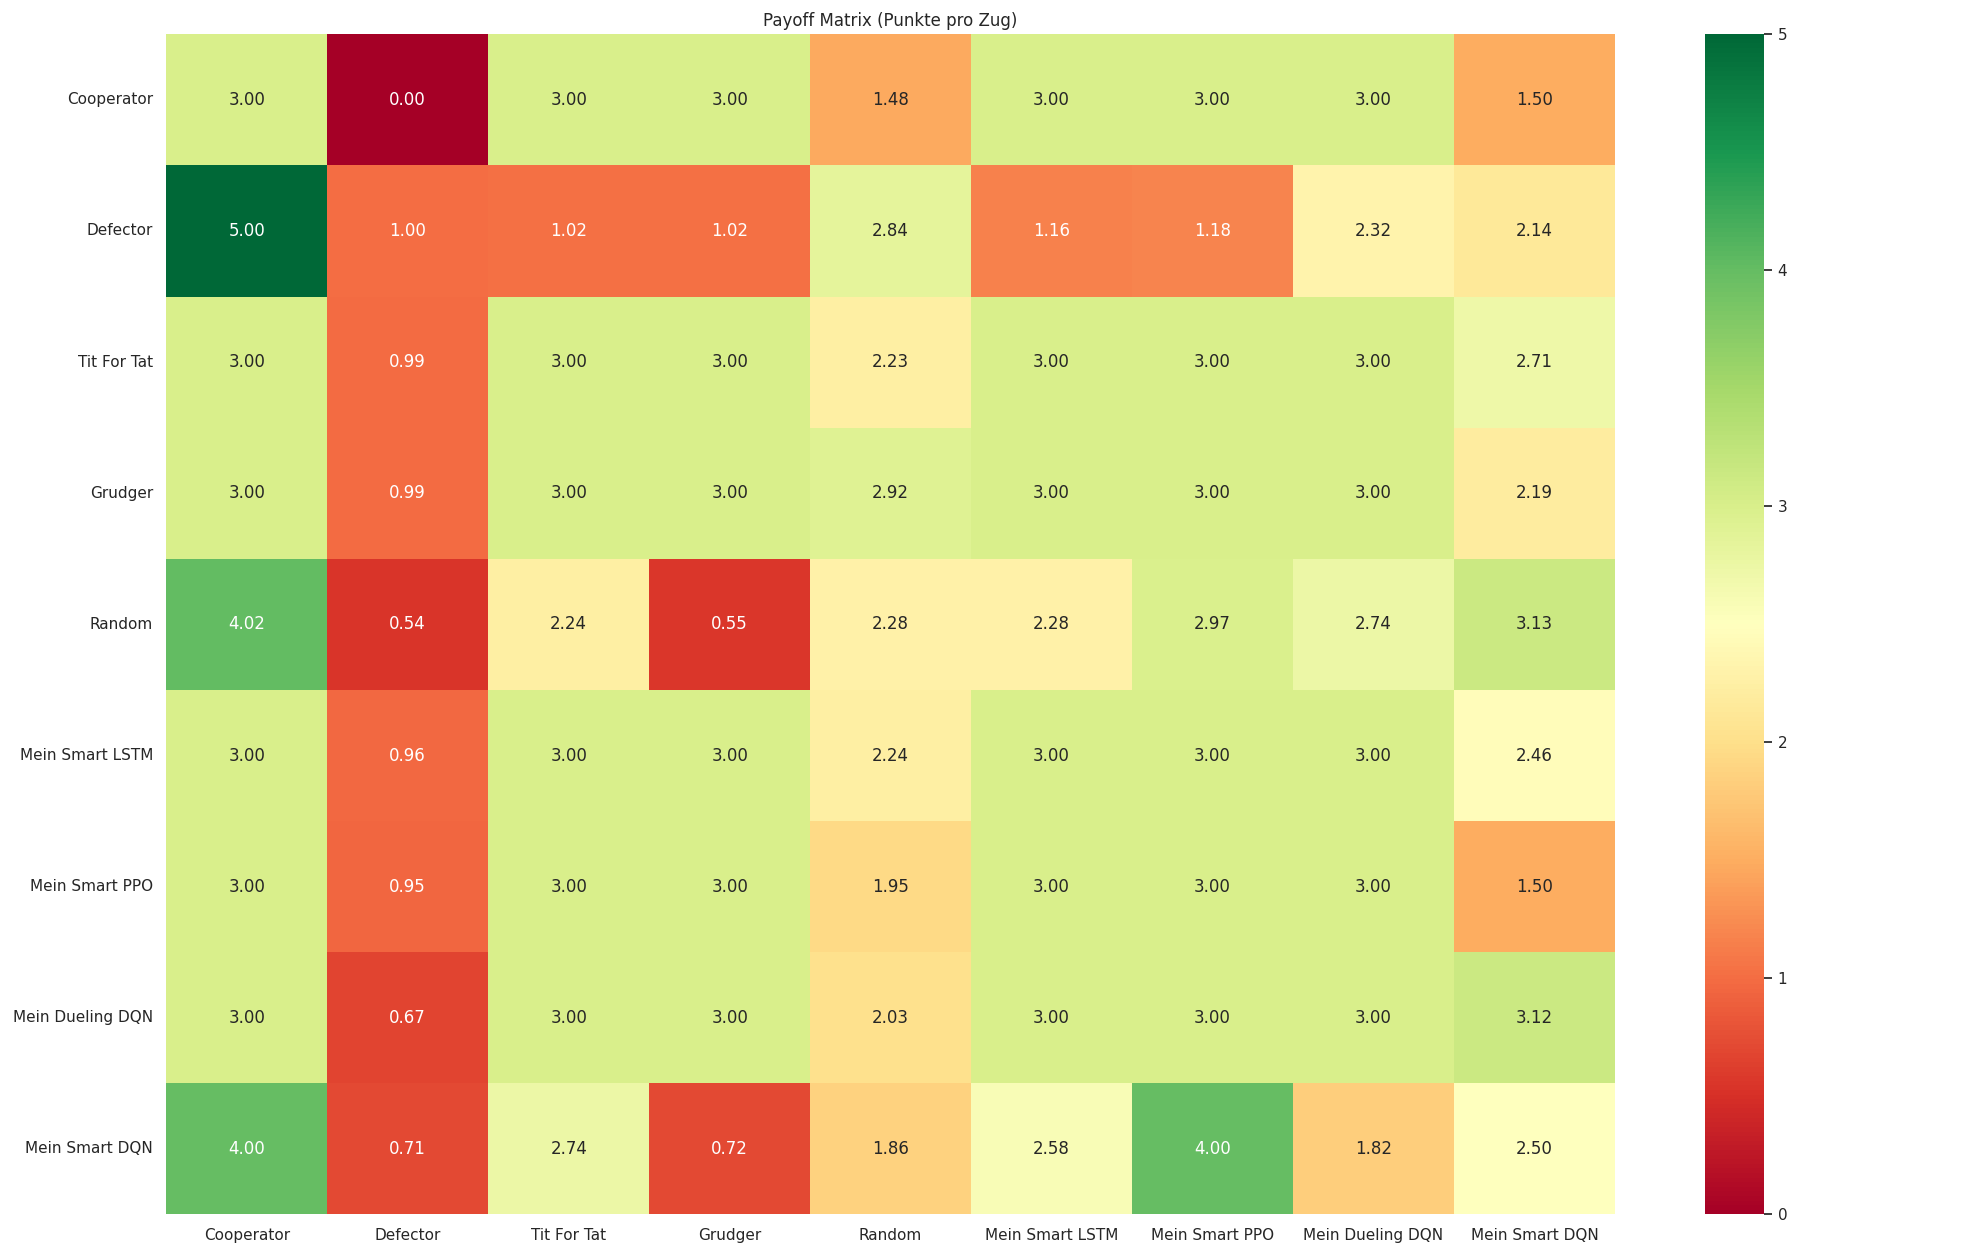 Payoff Matrix (Punkte pro Zug)
Cooperator 3.00 0.00 3.00 3.00 1.48 3.00 3.00 3.00 1.50
Defector 5.00 1.00 1.02 1.02 2.84 1.16 1.18 2.32 2.14
Tit For Tat 3.00 0.99 3.00 3.00 2.23 3.00 3.00 3.00 2.71
Grudger 3.00 0.99 3.00 3.00 2.92 3.00 3.00 3.00 2.19
Random 4.02 0.54 2.24 0.55 2.28 2.28 2.97 2.74 3.13
Mein Smart LSTM 3.00 0.96 3.00 3.00 2.24 3.00 3.00 3.00 2.46
Mein Smart PPO 3.00 0.95 3.00 3.00 1.95 3.00 3.00 3.00 1.50
Mein Dueling DQN 3.00 0.67 3.00 3.00 2.03 3.00 3.00 3.00 3.12
Mein Smart DQN 4.00 0.71 2.74 0.72 1.86 2.58 4.00 1.82 2.50
Cooperator Defector Tit For Tat Grudger Random Mein Smart LSTM Mein Smart PPO Mein Dueling DQN Mein Smart DQN
5
4
3
2
1
0